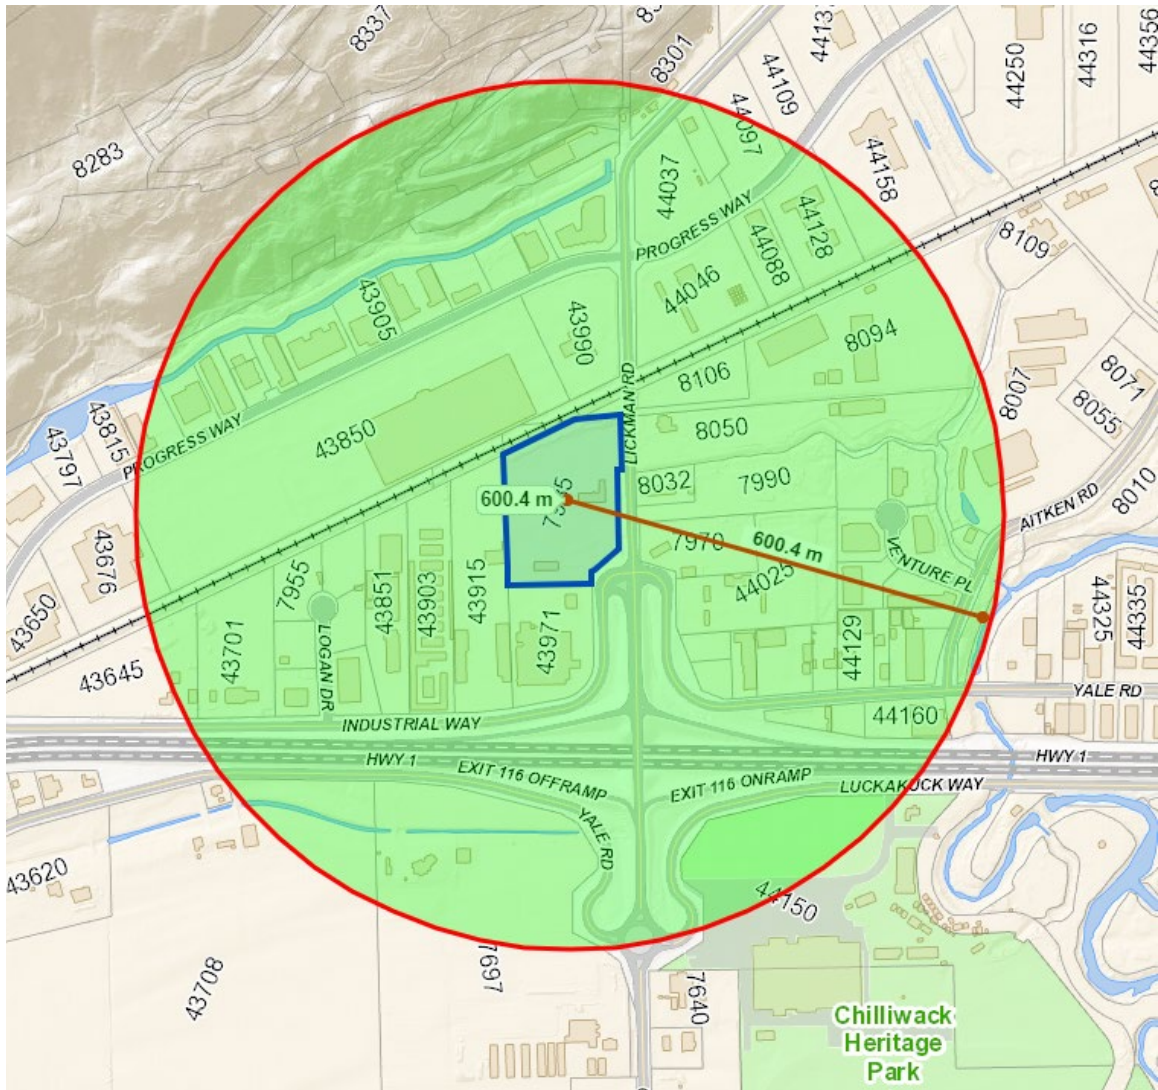 8337
8301
44109
44316
44356
44250
8283
44097
44158
44037
PROGRESS WAY
44128
44088
8109
44046
43905
43990
8094
8106
LICKMAN RD
8007
8071
8055
43815
43797
PROGRESS WAY
43850
8050
8032
7990
8010
600.4 m
AITKEN RD
43676
7970
600.4 m
VENTURE PL
7955
43851
43903
43915
44025
43650
43701
LOGAN DR
43971
44129
44325
44335
43645
YALE RD
INDUSTRIAL WAY
44160
HWY 1
HWY 1
EXIT 116 OFFRAMP
EXIT 116 ONRAMP
LUCKAKUCK WAY
YALE RD
43620
44150
43708
7697
7640
Chilliwack
Heritage
Park